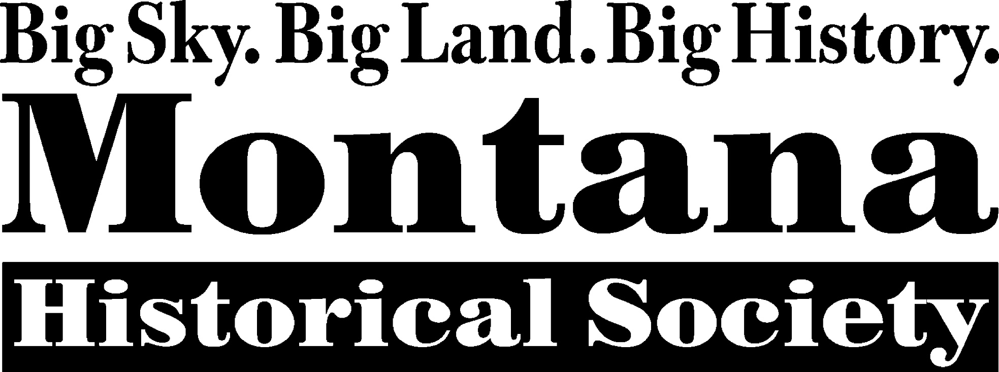 Big Sky. Big Land. Big History.
Montana
Historical Society